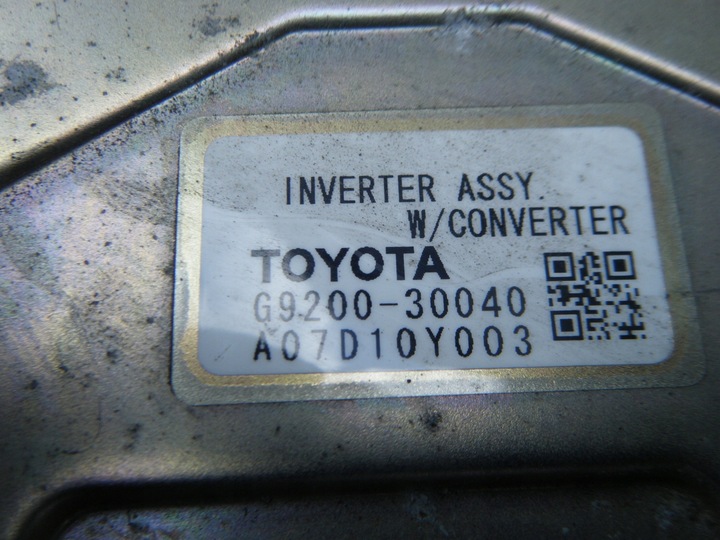 INVERTER ASSY.
W/CONVERTER
TOYOTA
G9200-30040
A07D10Y003